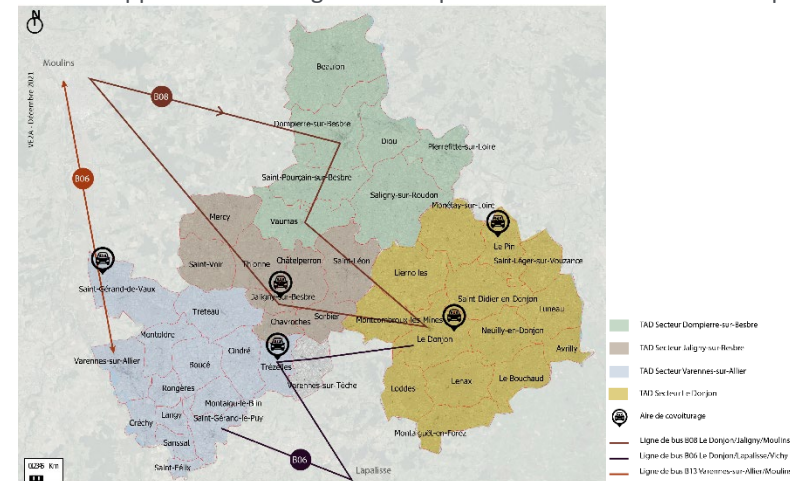 N
Moulins
VE2A - Décembre 2021
Beaulon
B08
Dompierre-sur-Besbre
Diou
Pierrefitte-sur-Loire
B06
Saint-Pourçain-sur-Besbre
Saligny-sur-Roudon
Monétay-sur-Loire
Mercy
Vaumas
Le Pin
Saint-Voir
Thionne
Châtelperron
Saint-Léon
Saint-Léger-sur-Vouzance
Liernolles
Saint-Gérand-de-Vaux
Jaligny-sur-Besbre
Saint Didier en Donjon
Luneau
Tréteau
Sorbier
Chavroches
Montcombroux-les-Mines
Neuilly-en-Donjon
Montoldre
Le Donjon
Avrilly
Cindré
Varennes-sur-Allier
Boucé
Trézelles
Varennes-sur-Tèche
Lenax
Le Bouchaud
Rongères
Loddes
Montaigu-le-Blin
Langy
Saint-Gérand-le-Puy
Créchy
Montaiguët-en-Forez
Sanssat
B06
Saint-Félix
Lapalisse
Km
TAD Secteur Dompierre-sur-Besbre
TAD Secteur Jaligny-sur-Besbre
TAD Secteur Varennes-sur-Allier
TAD Secteur Le Donjon
Aire de covoiturage
Ligne de bus B08 Le Donjon/Jaligny/Moulins
Ligne de bus B06 Le Donjon/Lapalisse/Vichy
Ligne de bus B13 Varennes-sur-Allier/Moulins